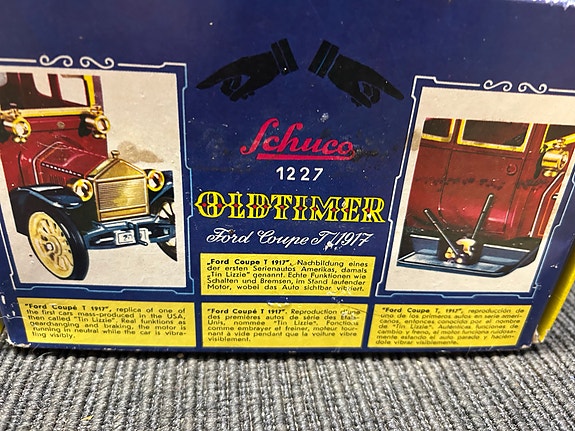 Schuco
1227
OLDTIMER
Ford Coupe T/1917
„Ford Coupe T 1917", Nachbildung eines
der ersten Serienautos Amerikas, damals
„Tin Lizzie" genannt. Echte Funktionen wie
Schalten und Bremsen, im Stand laufender
Motor, wobei das Auto sichtbar vibriert.
"Ford Coupé T 1917", replica of one of
the first cars mass-produced in the USA,
then called "Tin Lizzie". Real functions as
gearchanging and braking, the motor is
running in stand while the car is vibra-
ting visibly.
"Ford Coupé T 1917". Reproduction d'une
des premières autos de série des Etats-
Unis, nommée "Tin Lizzie". Fonctions
comme embrayer et freiner, moteur tour-
nant à pas pendant que la voiture vibre
visiblement.
"Ford Coupé T, 1917", reproducción de
uno de los primeros autos en serie ameri-
canos, entonces conocido por el nombre
de "Tin Lizzie". Auténticas funciones de
cambio y freno, el motor funciona ruidosa-
mente estando el auto parado y hacién-
dole vibrar visiblemente.